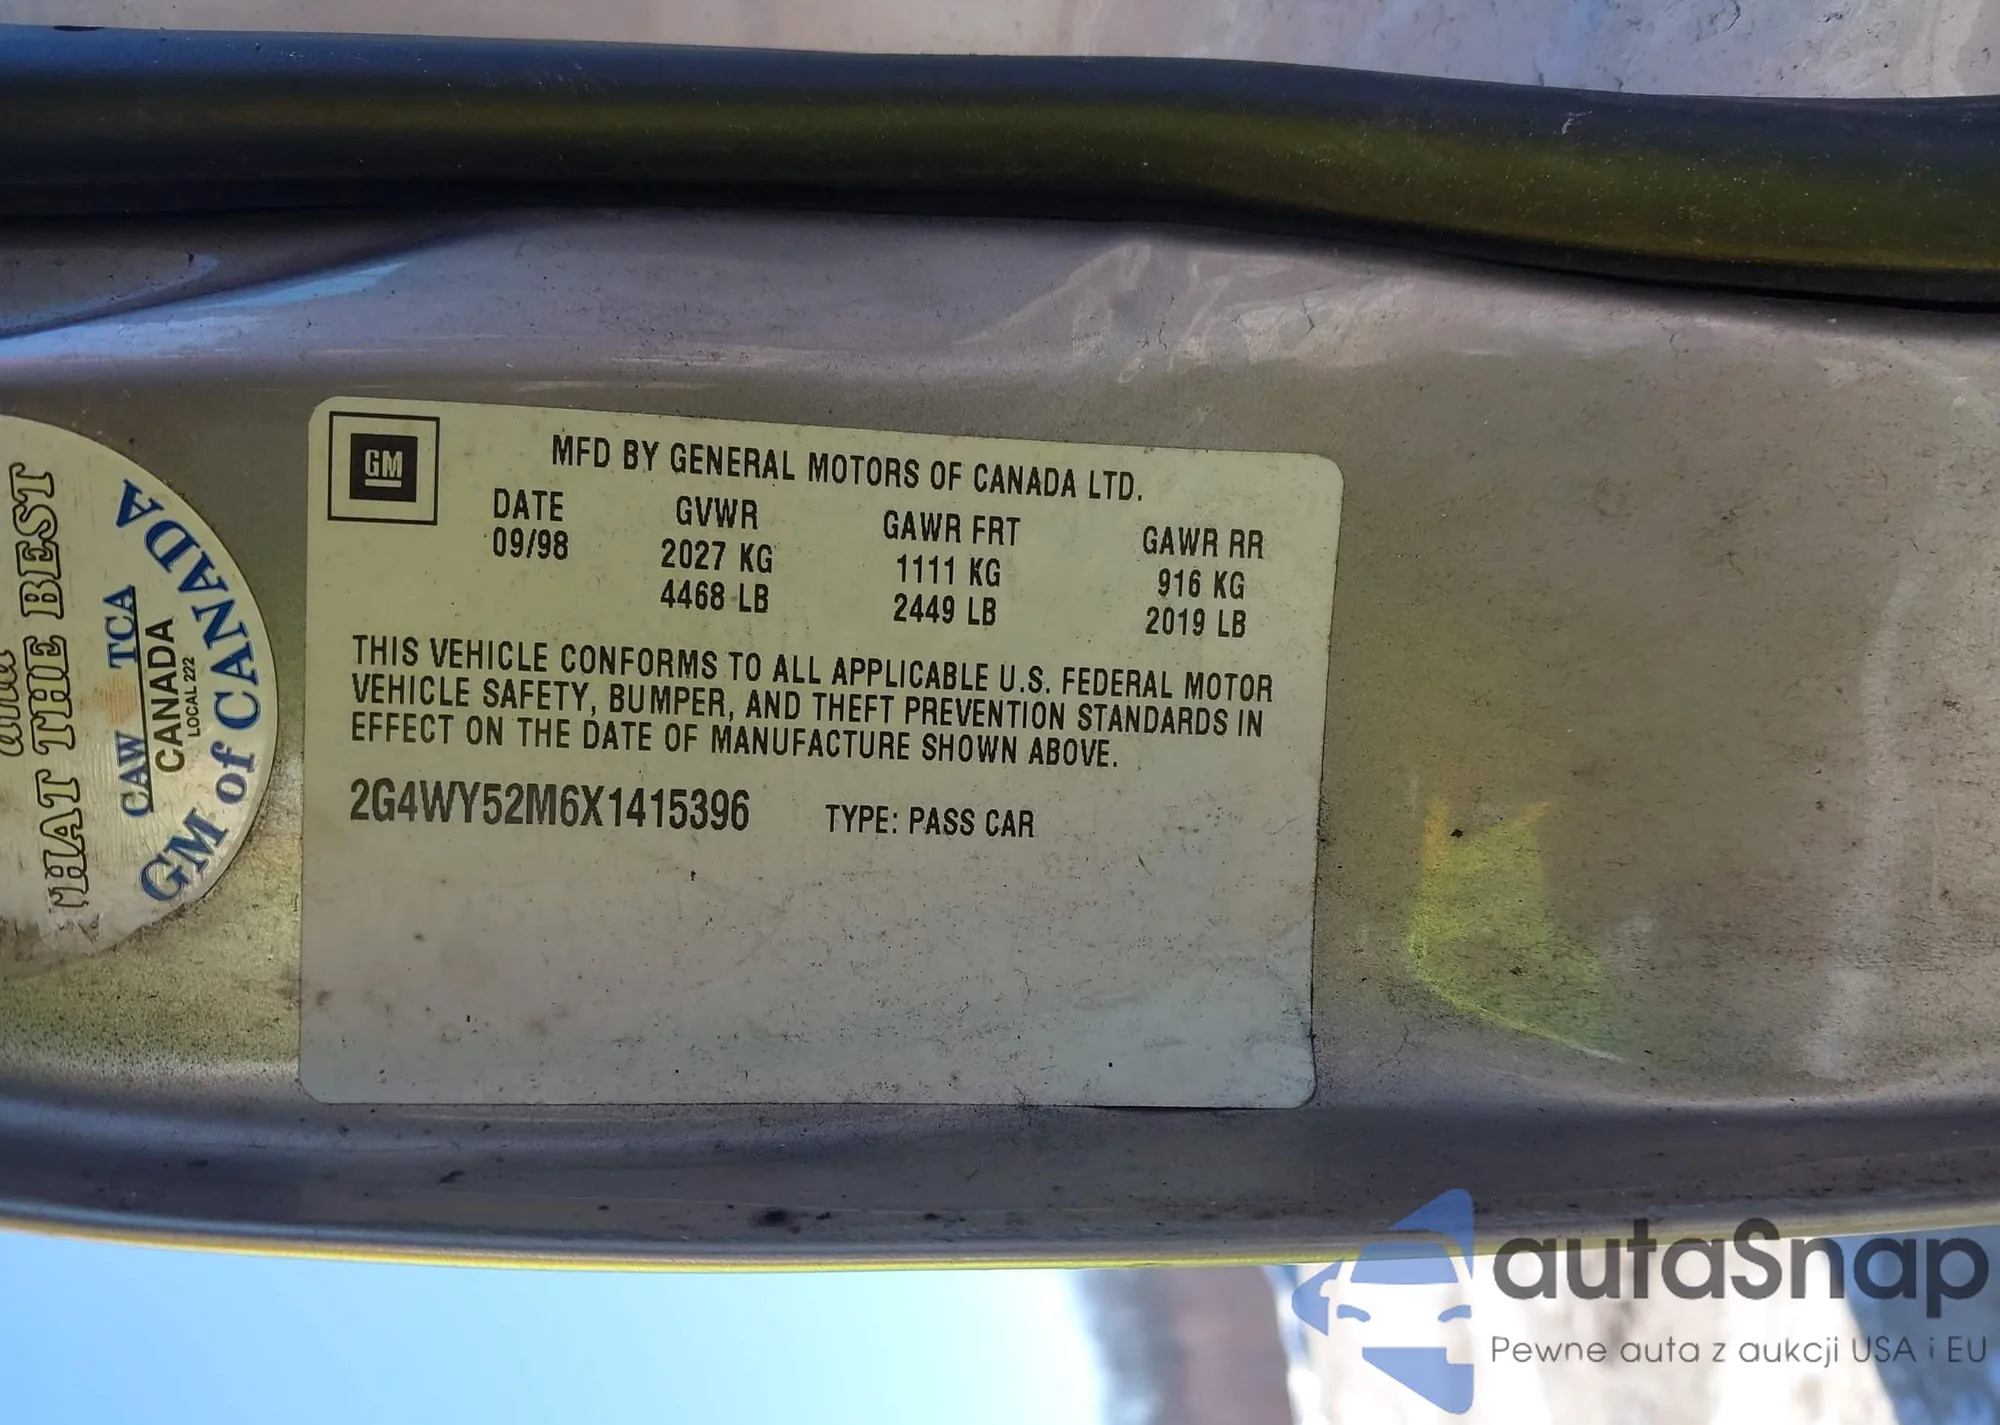 GM
MFD BY GENERAL MOTORS OF CANADA LTD.
DATE GVWR GAWR FRT GAWR RR
09/98 2027 KG 1111 KG 916 KG
4468 LB 2449 LB 2019 LB
THIS VEHICLE CONFORMS TO ALL APPLICABLE U.S. FEDERAL MOTOR
VEHICLE SAFETY, BUMPER, AND THEFT PREVENTION STANDARDS IN
EFFECT ON THE DATE OF MANUFACTURE SHOWN ABOVE.
2G4WY52M6X1415396 TYPE: PASS CAR
THE BEST
CAW TCA
CANADA
LOCAL 222
GM of CANADA
autaSnap
Pewne auta z aukcji USA i EU